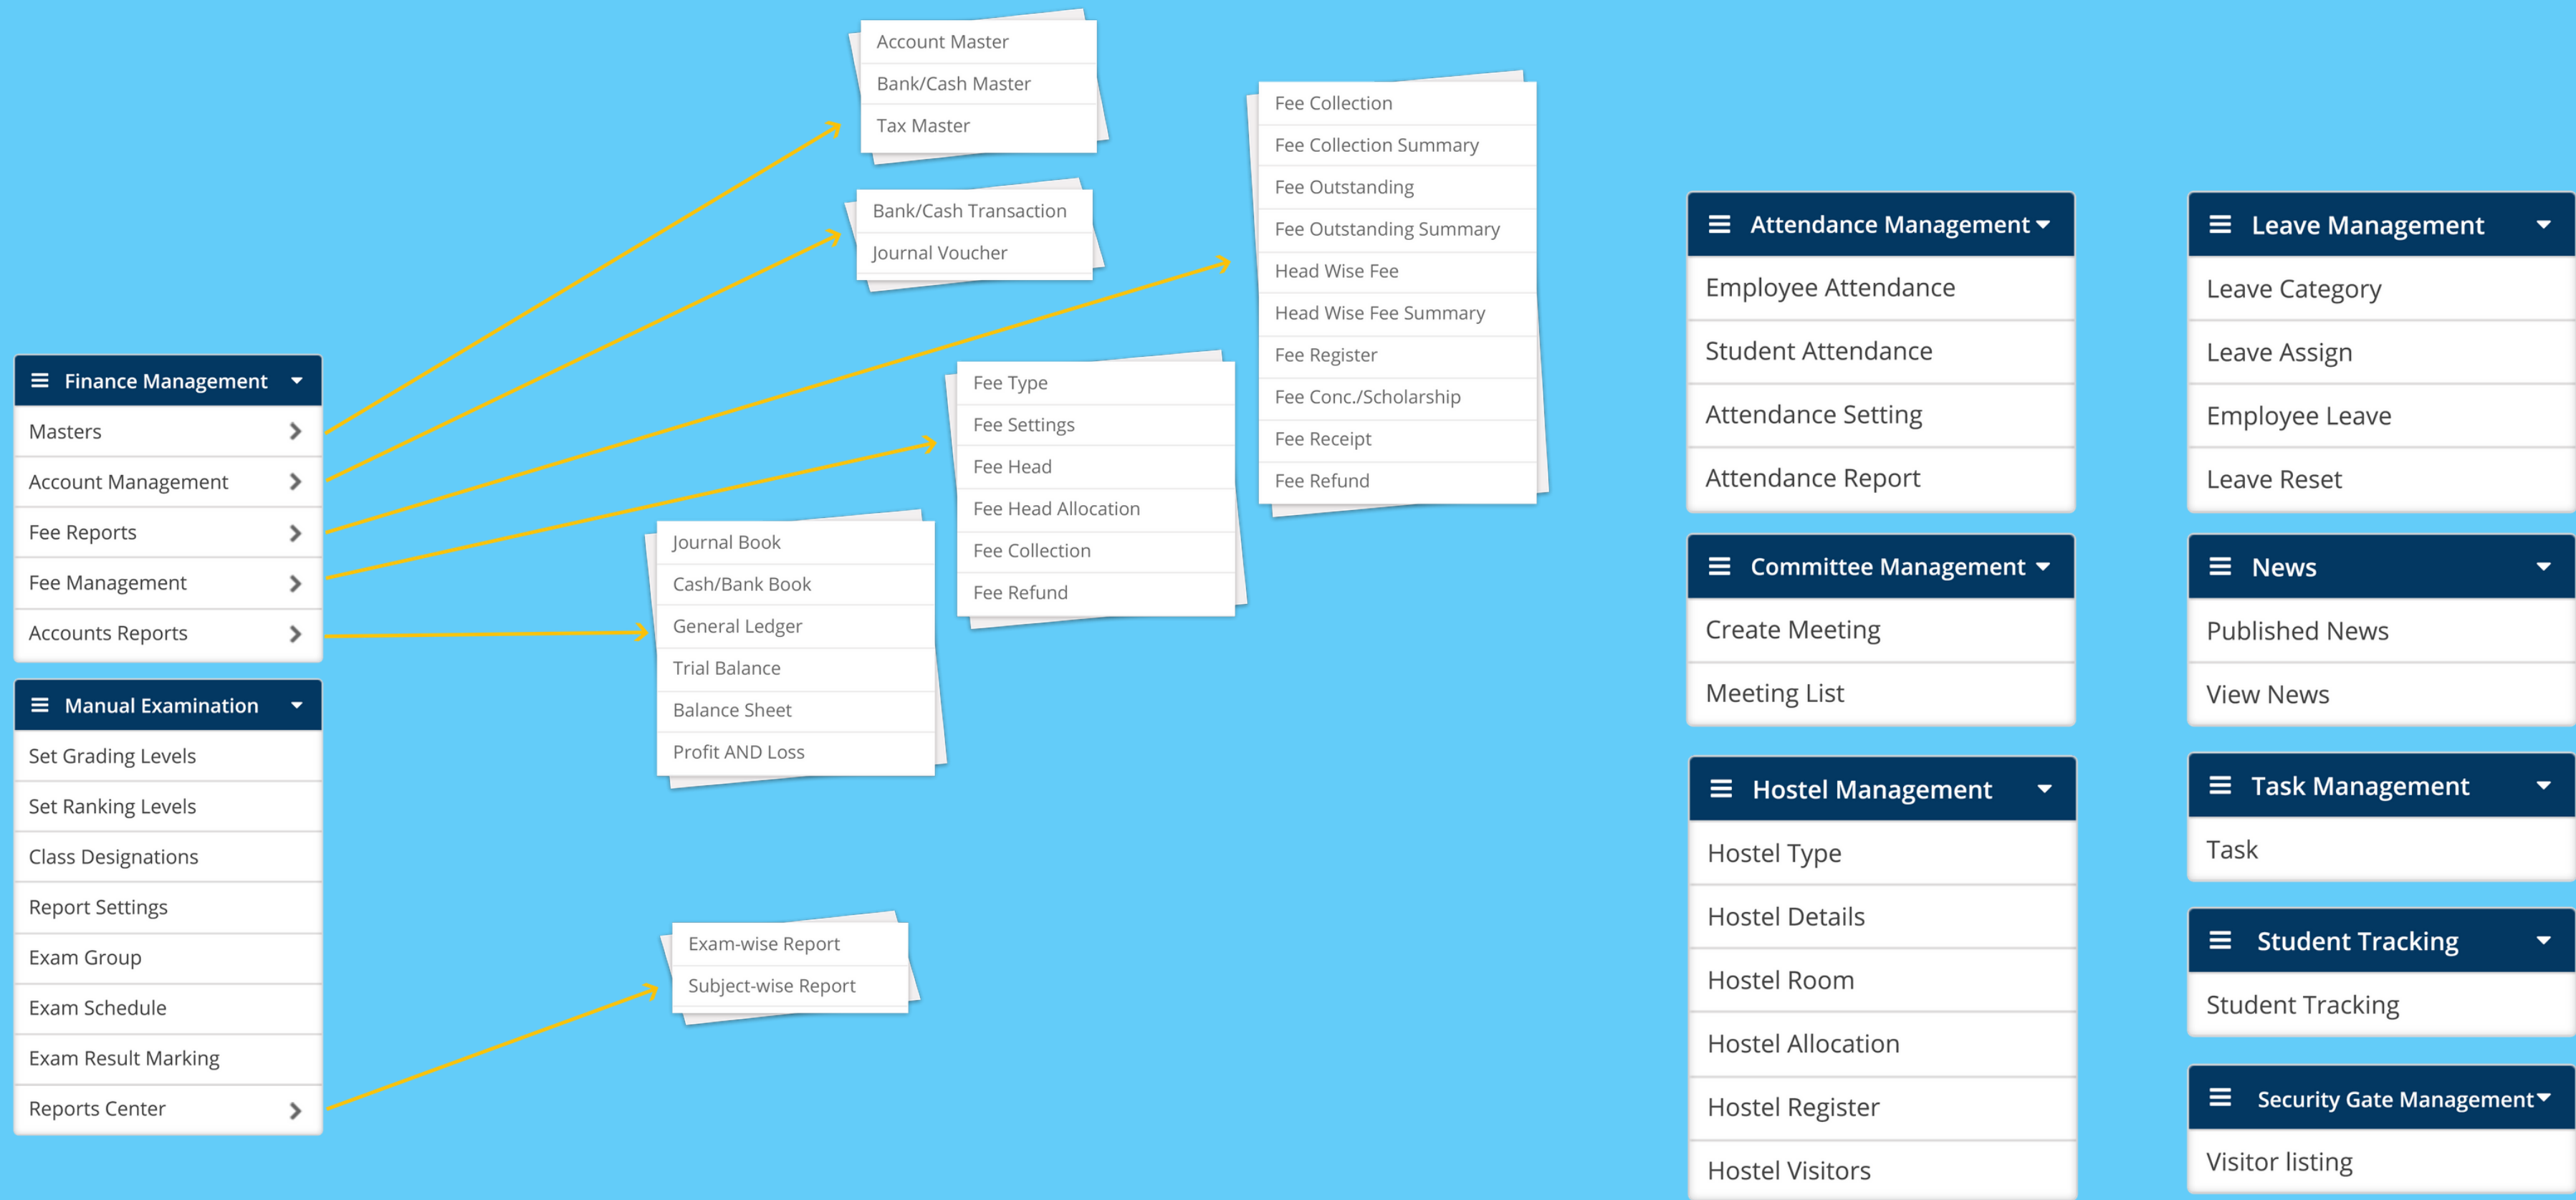 Finance Management
Masters
Account Management
Fee Reports
Fee Management
Accounts Reports
Manual Examination
Set Grading Levels
Set Ranking Levels
Class Designations
Report Settings
Exam Group
Exam Schedule
Exam Result Marking
Reports Center
Account Master
Bank/Cash Master
Tax Master
Bank/Cash Transaction
Journal Voucher
Fee Collection
Fee Collection Summary
Fee Outstanding
Fee Outstanding Summary
Head Wise Fee
Head Wise Fee Summary
Fee Register
Fee Conc./Scholarship
Fee Receipt
Fee Refund
Fee Type
Fee Settings
Fee Head
Fee Head Allocation
Fee Collection
Fee Refund
Journal Book
Cash/Bank Book
General Ledger
Trial Balance
Balance Sheet
Profit AND Loss
Exam-wise Report
Subject-wise Report
Attendance Management
Employee Attendance
Student Attendance
Attendance Setting
Attendance Report
Committee Management
Create Meeting
Meeting List
Hostel Management
Hostel Type
Hostel Details
Hostel Room
Hostel Allocation
Hostel Register
Hostel Visitors
Leave Management
Leave Category
Leave Assign
Employee Leave
Leave Reset
News
Published News
View News
Task Management
Task
Student Tracking
Student Tracking
Security Gate Management
Visitor listing